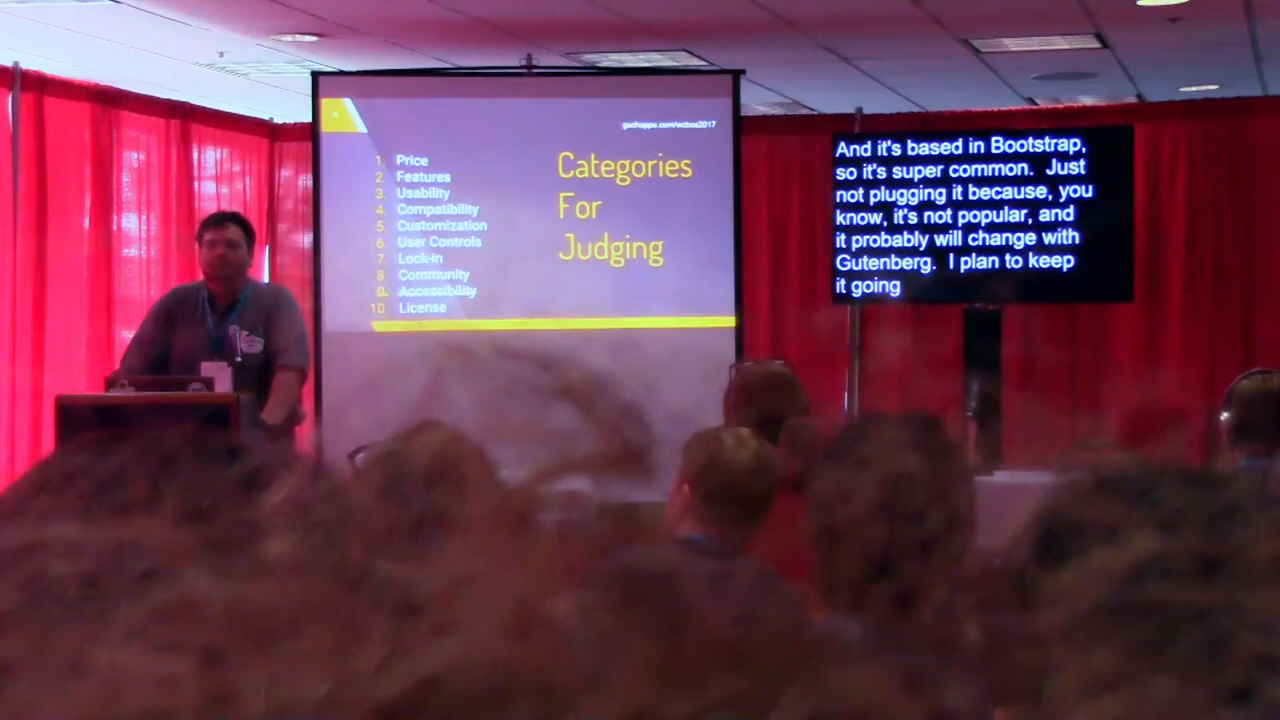 gschoppe.com/wcbos2017
1. Price
2. Features
3. Usability
4. Compatibility
5. Customization
6. User Controls
7. Lock-in
8 Community
9. Accessibility
10 License
Categories
For
Judging
And it's based in Bootstrap,
so it's super common. Just
not plugging it because, you
know, it's not popular, and
it probably will change with
Gutenberg. I plan to keep
it going